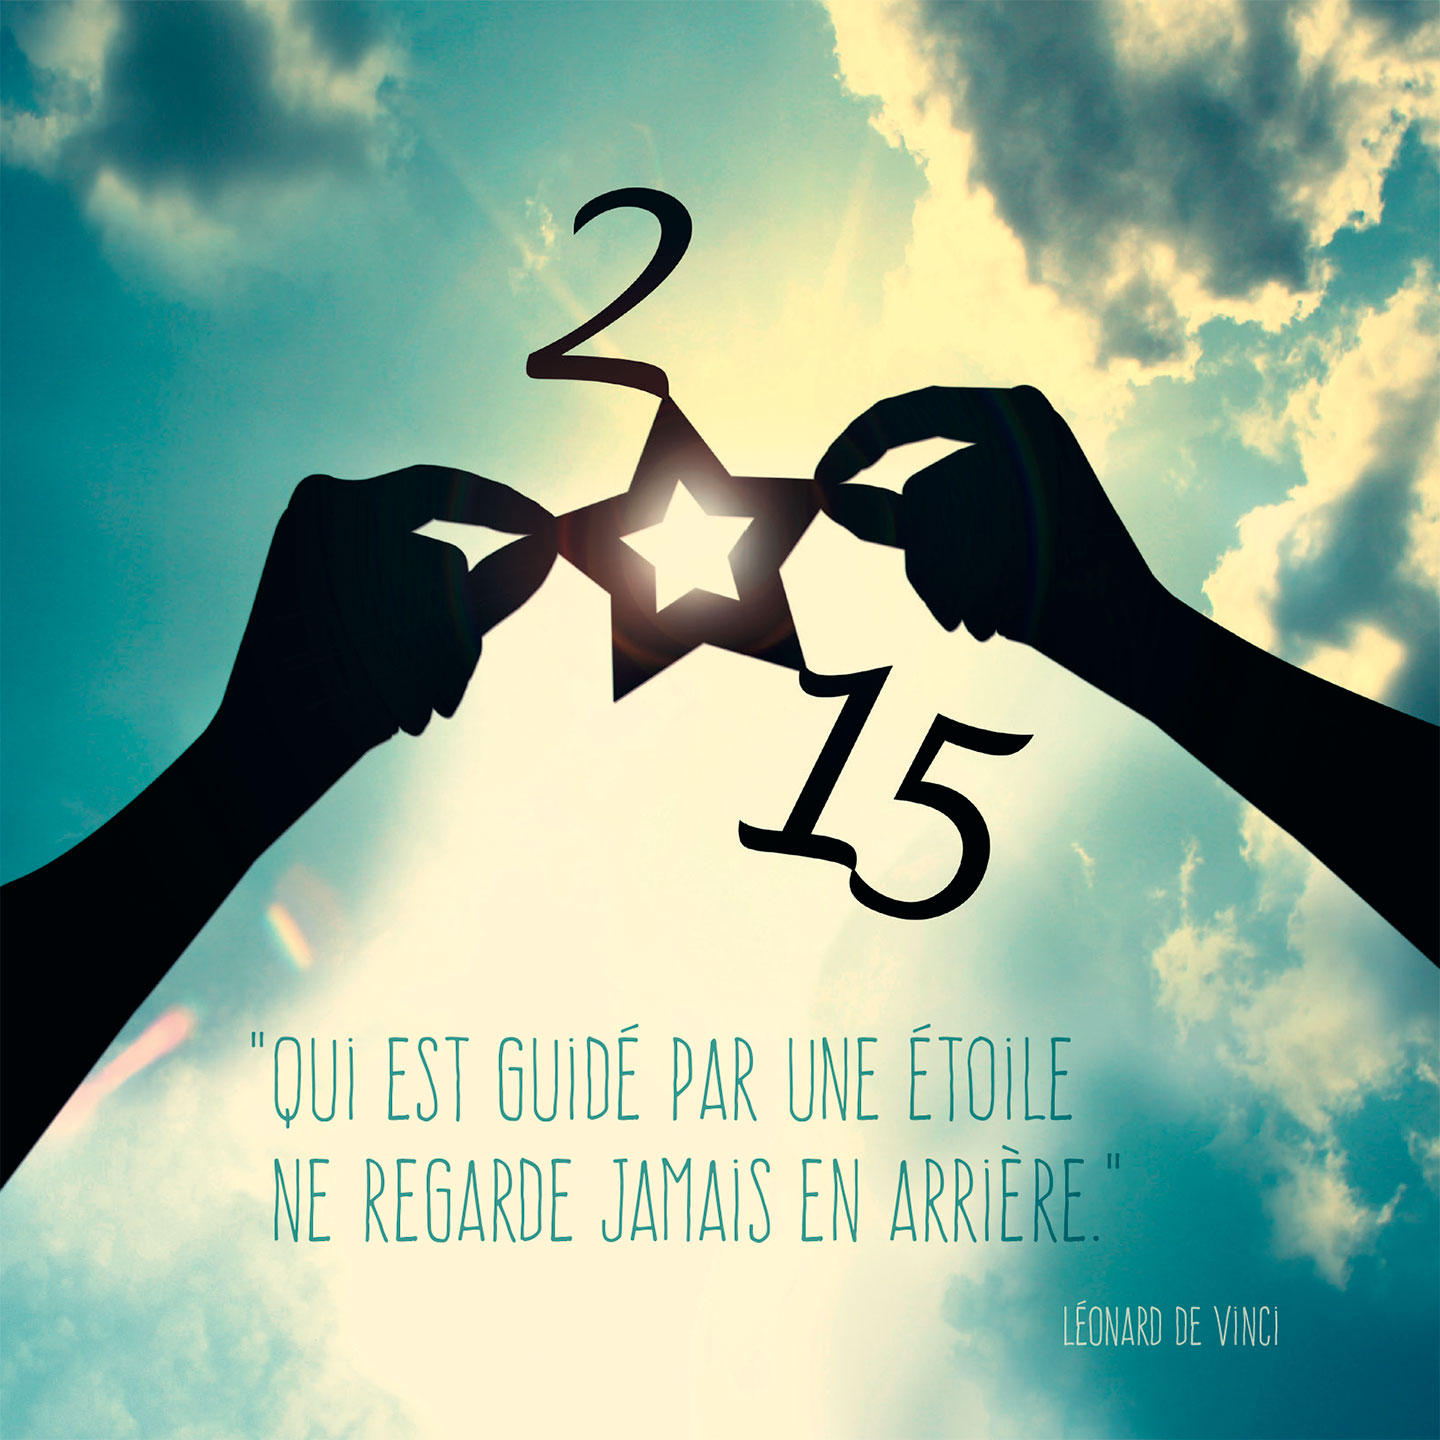 2
15
"QUI EST GUIDÉ PAR UNE ÉTOILE
NE REGARDE JAMAIS EN ARRIÈRE."
LÉONARD DE VINCI